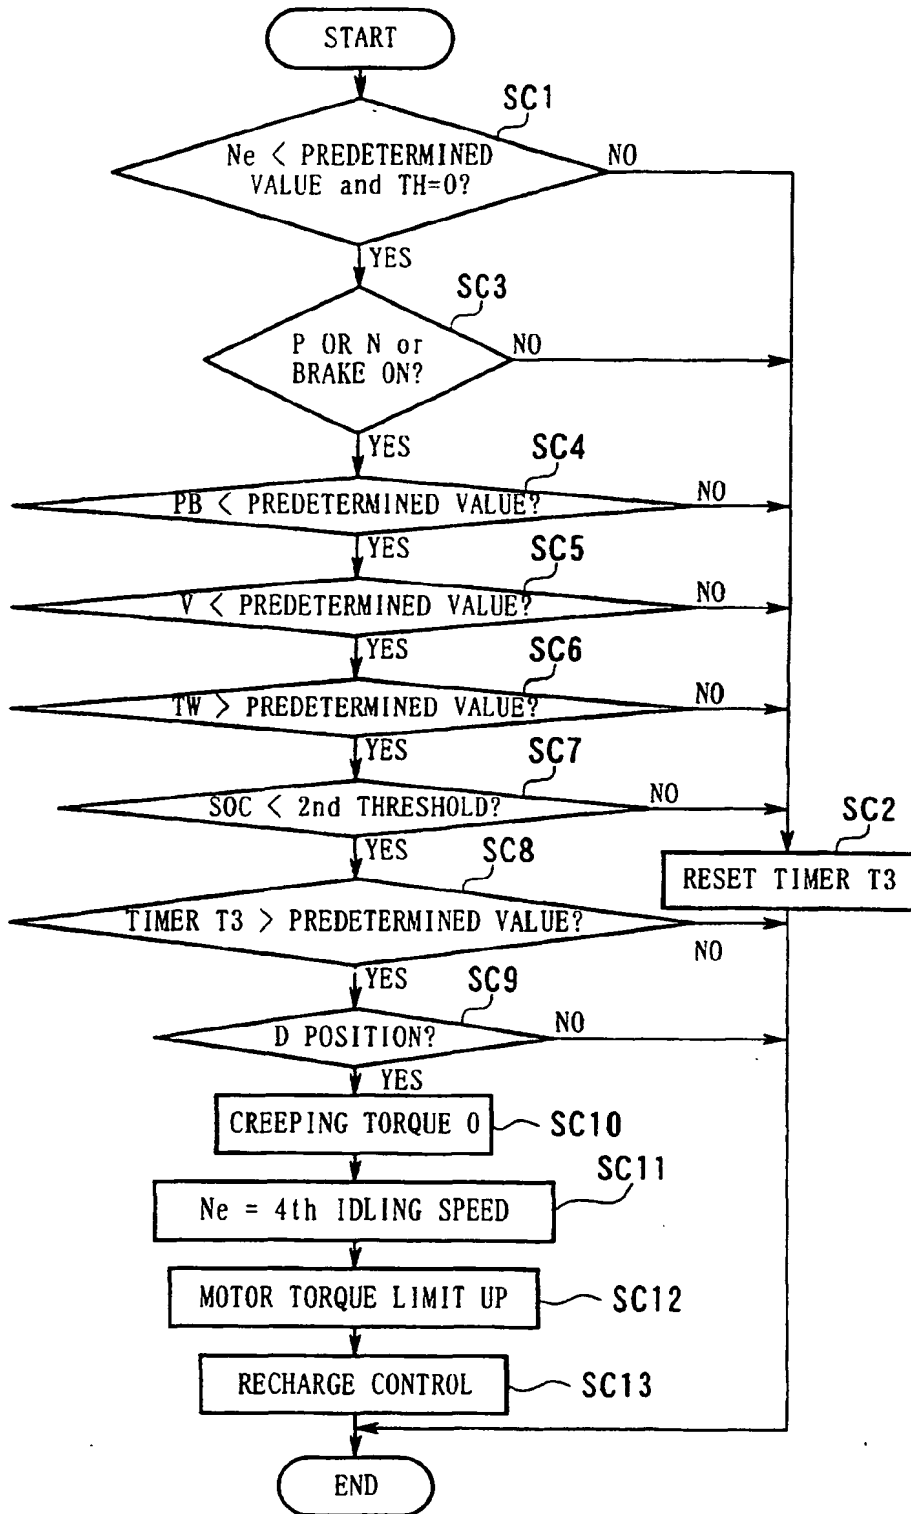 START
SC1
Ne < PREDETERMINED
VALUE and TH=0?
NO
YES
SC3
P OR N or
BRAKE ON?
NO
YES
SC4
PB < PREDETERMINED VALUE?
NO
YES
SC5
V < PREDETERMINED VALUE?
NO
YES
SC6
TW > PREDETERMINED VALUE?
NO
YES
SC7
SOC < 2nd THRESHOLD?
NO
YES
SC2
RESET TIMER T3
SC8
TIMER T3 > PREDETERMINED VALUE?
NO
YES
SC9
D POSITION?
NO
YES
CREEPING TORQUE 0
SC10
SC11
Ne = 4th IDLING SPEED
MOTOR TORQUE LIMIT UP
SC12
RECHARGE CONTROL
SC13
END